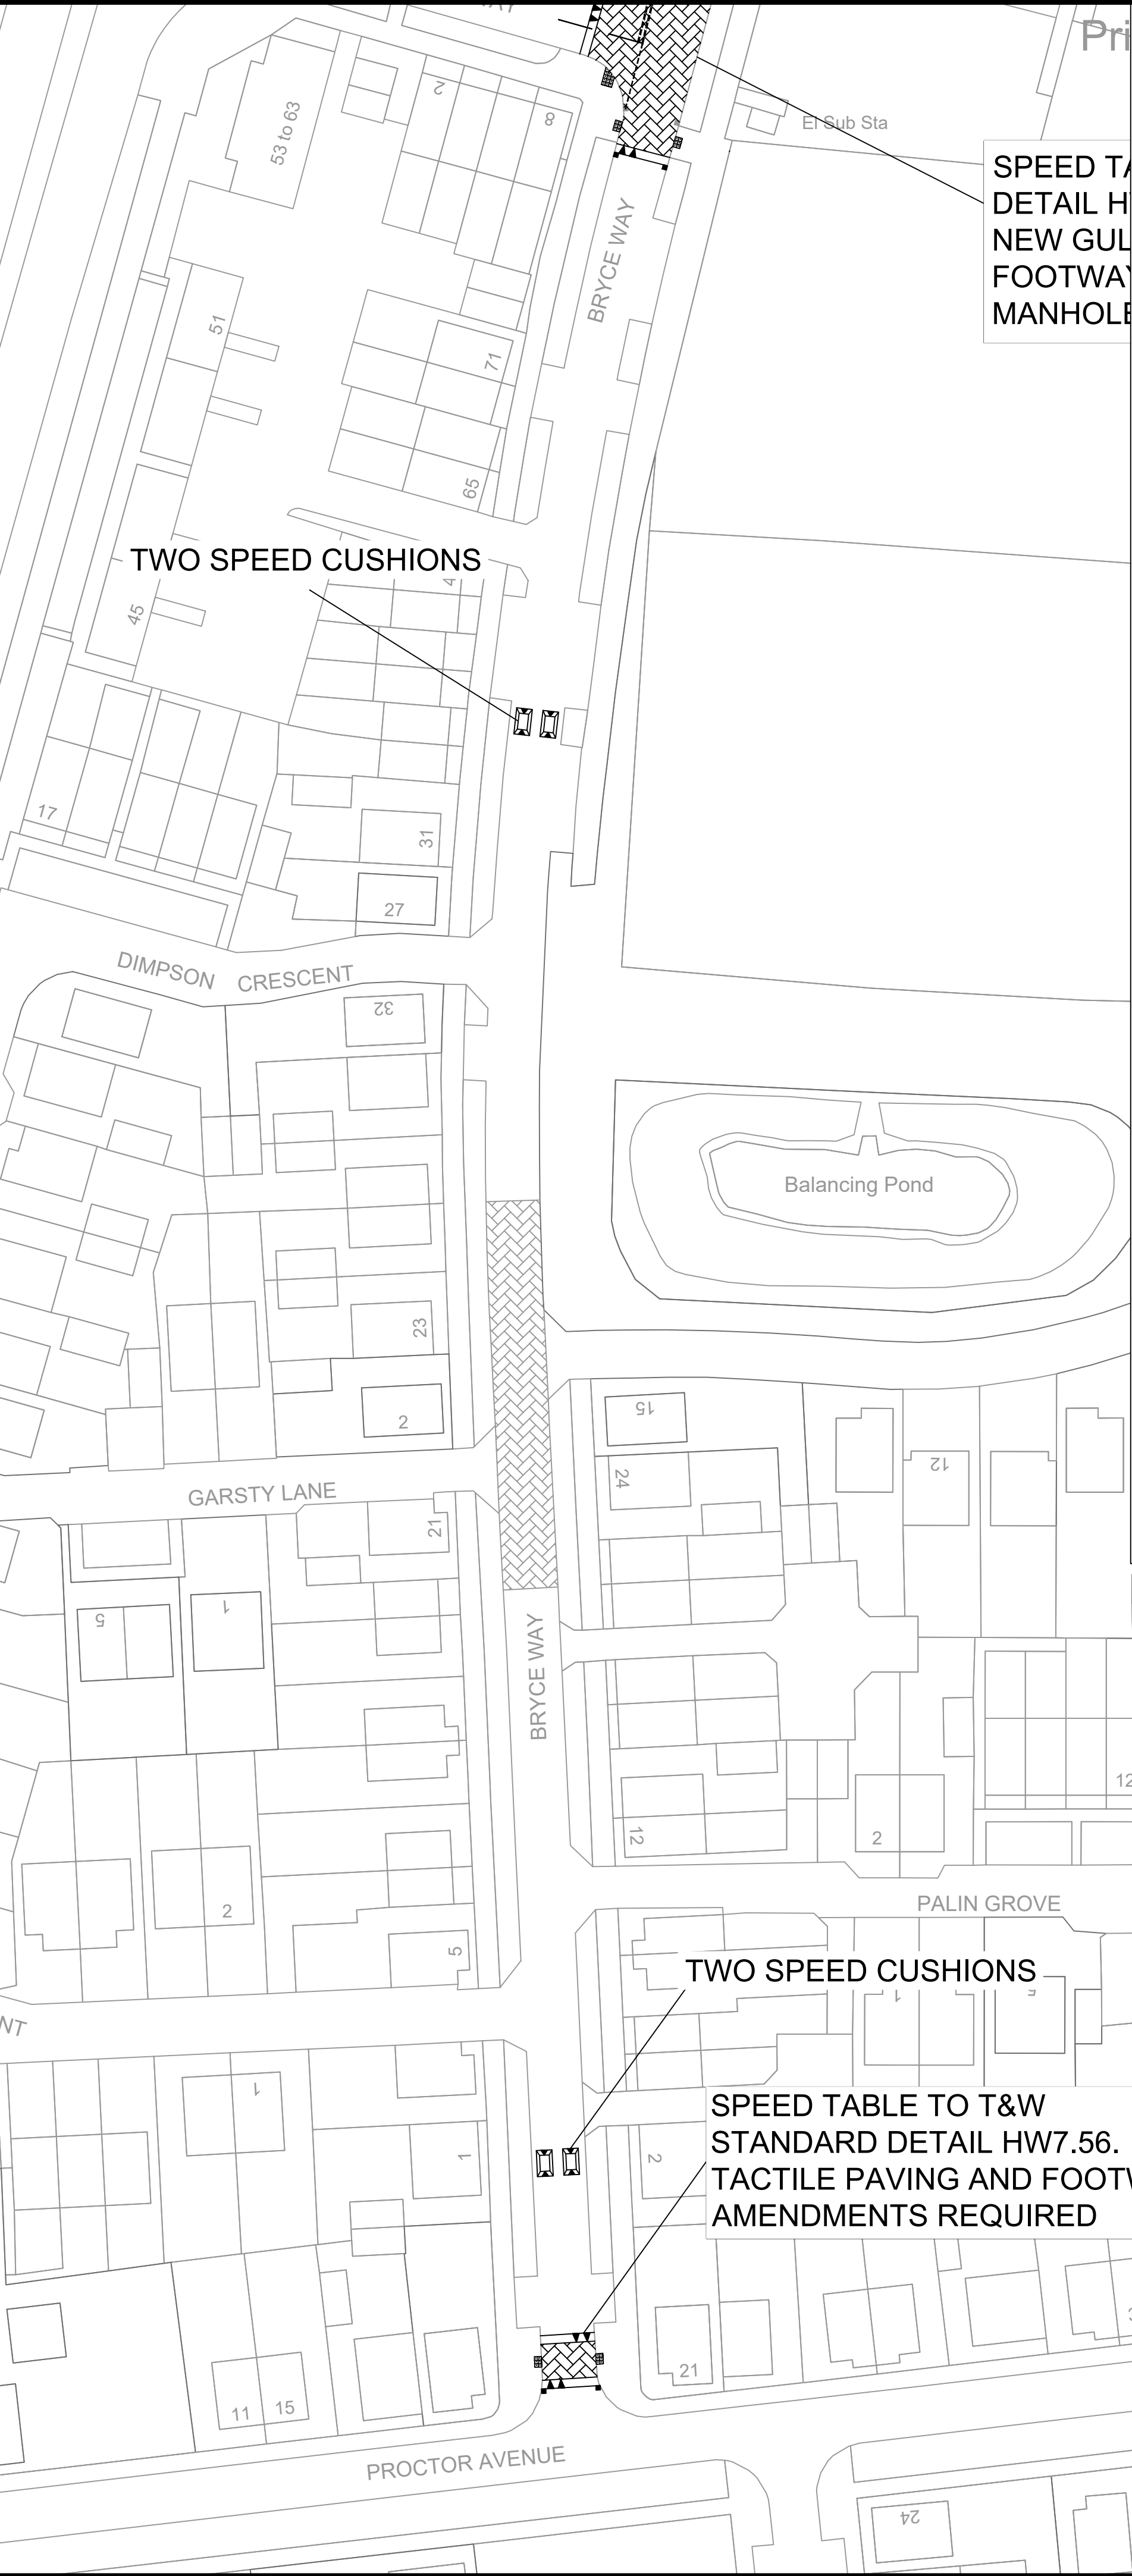 Pri
53 to 63
2
8
El Sub Sta
SPEED TA
DETAIL H
NEW GUL
FOOTWAY
MANHOLE
BRYCE WAY
51
71
65
TWO SPEED CUSHIONS
4
45
17
31
27
DIMPSON CRESCENT
32
Balancing Pond
23
2
15
24
12
GARSTY LANE
21
5
1
BRYCE WAY
12
2
12
2
PALIN GROVE
5
TWO SPEED CUSHIONS
1
5
NT
1
SPEED TABLE TO T&W
STANDARD DETAIL HW7.56.
TACTILE PAVING AND FOOTW
AMENDMENTS REQUIRED
1
2
21
11
15
PROCTOR AVENUE
24